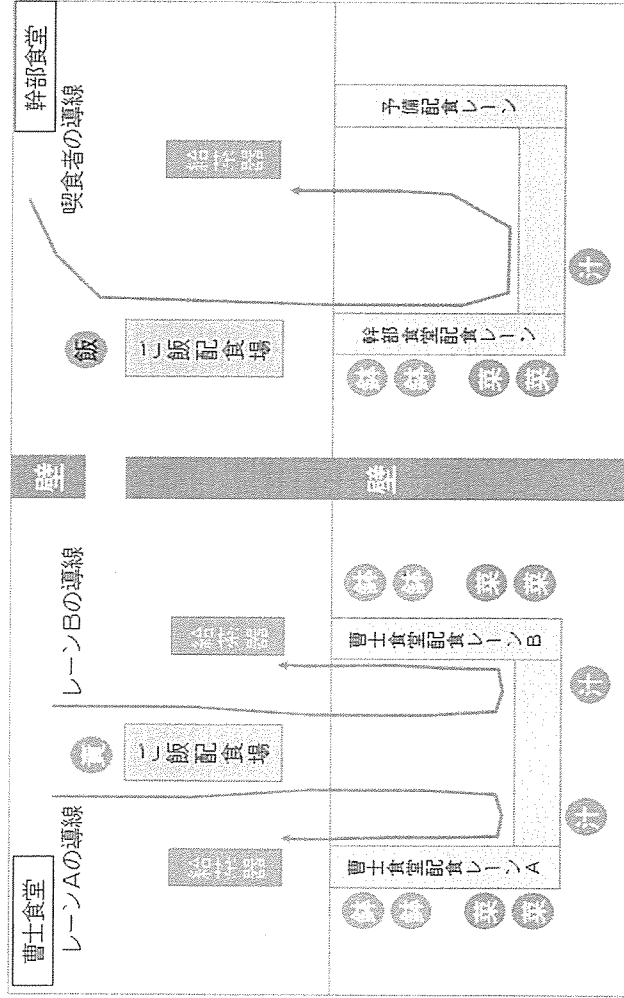 曹士食堂
レーンAの導線
レーンBの導線
壁
幹部食堂
喫食者の導線
給茶器
ご飯配食場
給茶器
飯
ご飯配食場
給茶器
壁
鉢
鉢
菜
菜
曹士食堂配食レーンA
汁
汁
曹士食堂配食レーンB
鉢
鉢
菜
菜
鉢
鉢
菜
菜
幹部食堂配食レーン
汁
予備配食レーン